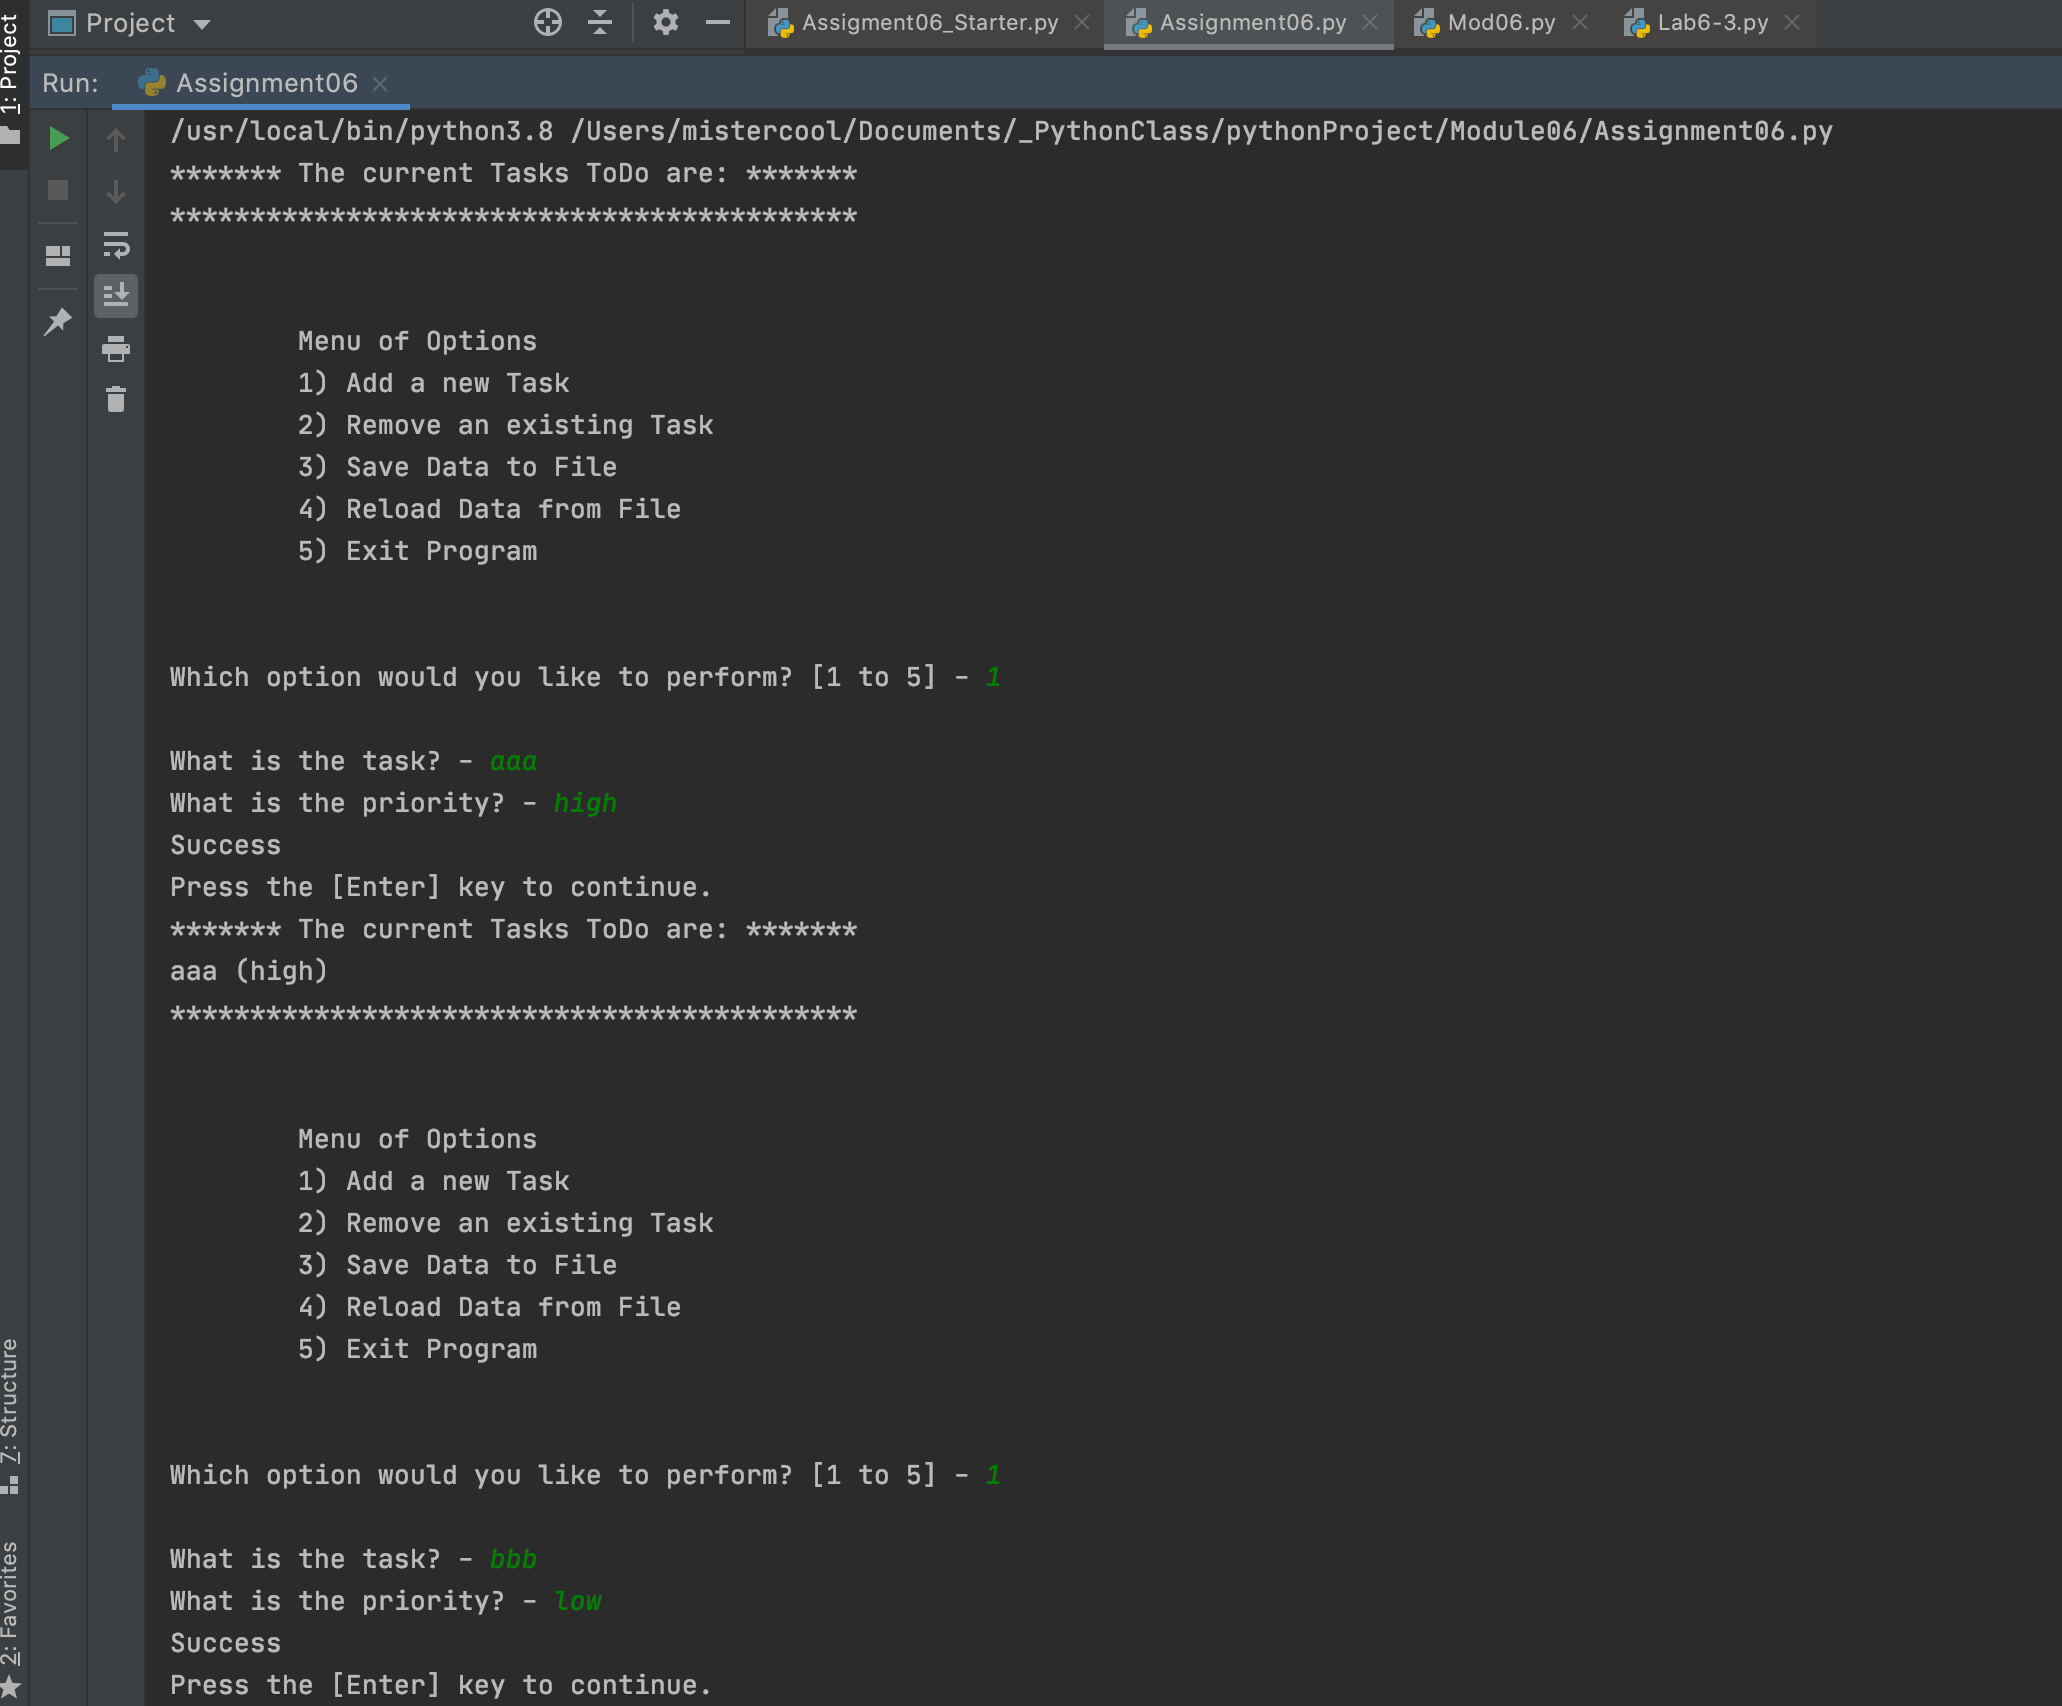 1: Project
Project
Assigment06_Starter.py
Assignment06.py
Mod06.py
Lab6-3.py
Run:
Assignment06
/usr/local/bin/python3.8 /Users/mistercool/Documents/_PythonClass/pythonProject/Module06/Assignment06.py
******* The current Tasks ToDo are: *******
*******************************************
Menu of Options
1) Add a new Task
2) Remove an existing Task
3) Save Data to File
4) Reload Data from File
5) Exit Program
Which option would you like to perform? [1 to 5] - 1
What is the task? - aaa
What is the priority? - high
Success
Press the [Enter] key to continue.
******* The current Tasks ToDo are: *******
aaa (high)
*******************************************
Menu of Options
1) Add a new Task
2) Remove an existing Task
3) Save Data to File
4) Reload Data from File
5) Exit Program
Which option would you like to perform? [1 to 5] - 1
What is the task? - bbb
What is the priority? - low
Success
Press the [Enter] key to continue.
7: Structure
2: Favorites